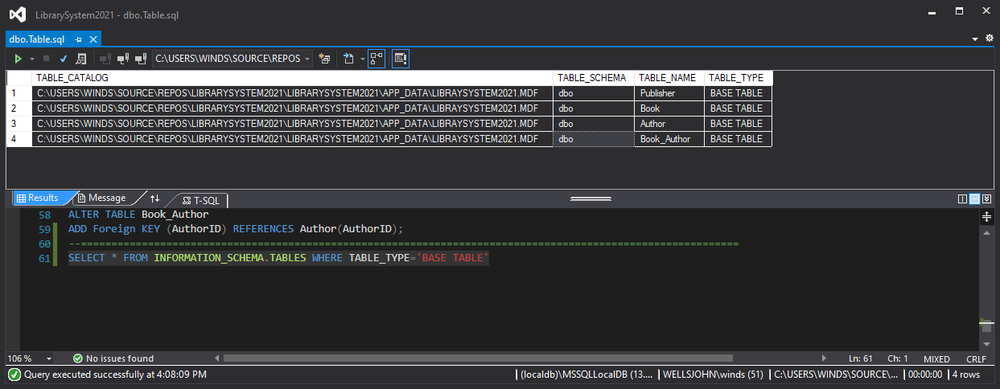 LibrarySystem2021 - dbo.Table.sql
dbo.Table.sql
C:\USERS\WINDS\SOURCE\REPOS
TABLE_CATALOG TABLE_SCHEMA TABLE_NAME TABLE_TYPE
1 C:\USERS\WINDS\SOURCE\REPOS\LIBRARYSYSTEM2021\LIBRARYSYSTEM2021\APP_DATA\LIBRAYSYSTEM2021.MDF dbo Publisher BASE TABLE
2 C:\USERS\WINDS\SOURCE\REPOS\LIBRARYSYSTEM2021\LIBRARYSYSTEM2021\APP_DATA\LIBRAYSYSTEM2021.MDF dbo Book BASE TABLE
3 C:\USERS\WINDS\SOURCE\REPOS\LIBRARYSYSTEM2021\LIBRARYSYSTEM2021\APP_DATA\LIBRAYSYSTEM2021.MDF dbo Author BASE TABLE
4 C:\USERS\WINDS\SOURCE\REPOS\LIBRARYSYSTEM2021\LIBRARYSYSTEM2021\APP_DATA\LIBRAYSYSTEM2021.MDF dbo Book_Author BASE TABLE
Results Message T-SQL
58 ALTER TABLE Book_Author
59 ADD Foreign KEY (AuthorID) REFERENCES Author(AuthorID);
60 --============================================================================================================
61 SELECT * FROM INFORMATION_SCHEMA.TABLES WHERE TABLE_TYPE='BASE TABLE'
106 % No issues found Ln: 61 Ch: 1 MIXED CRLF
Query executed successfully at 4:08:09 PM (localdb)\MSSQLLocalDB (13.... WELLSJOHN\winds (51) C:\USERS\WINDS\SOURCE\... 00:00:00 4 rows